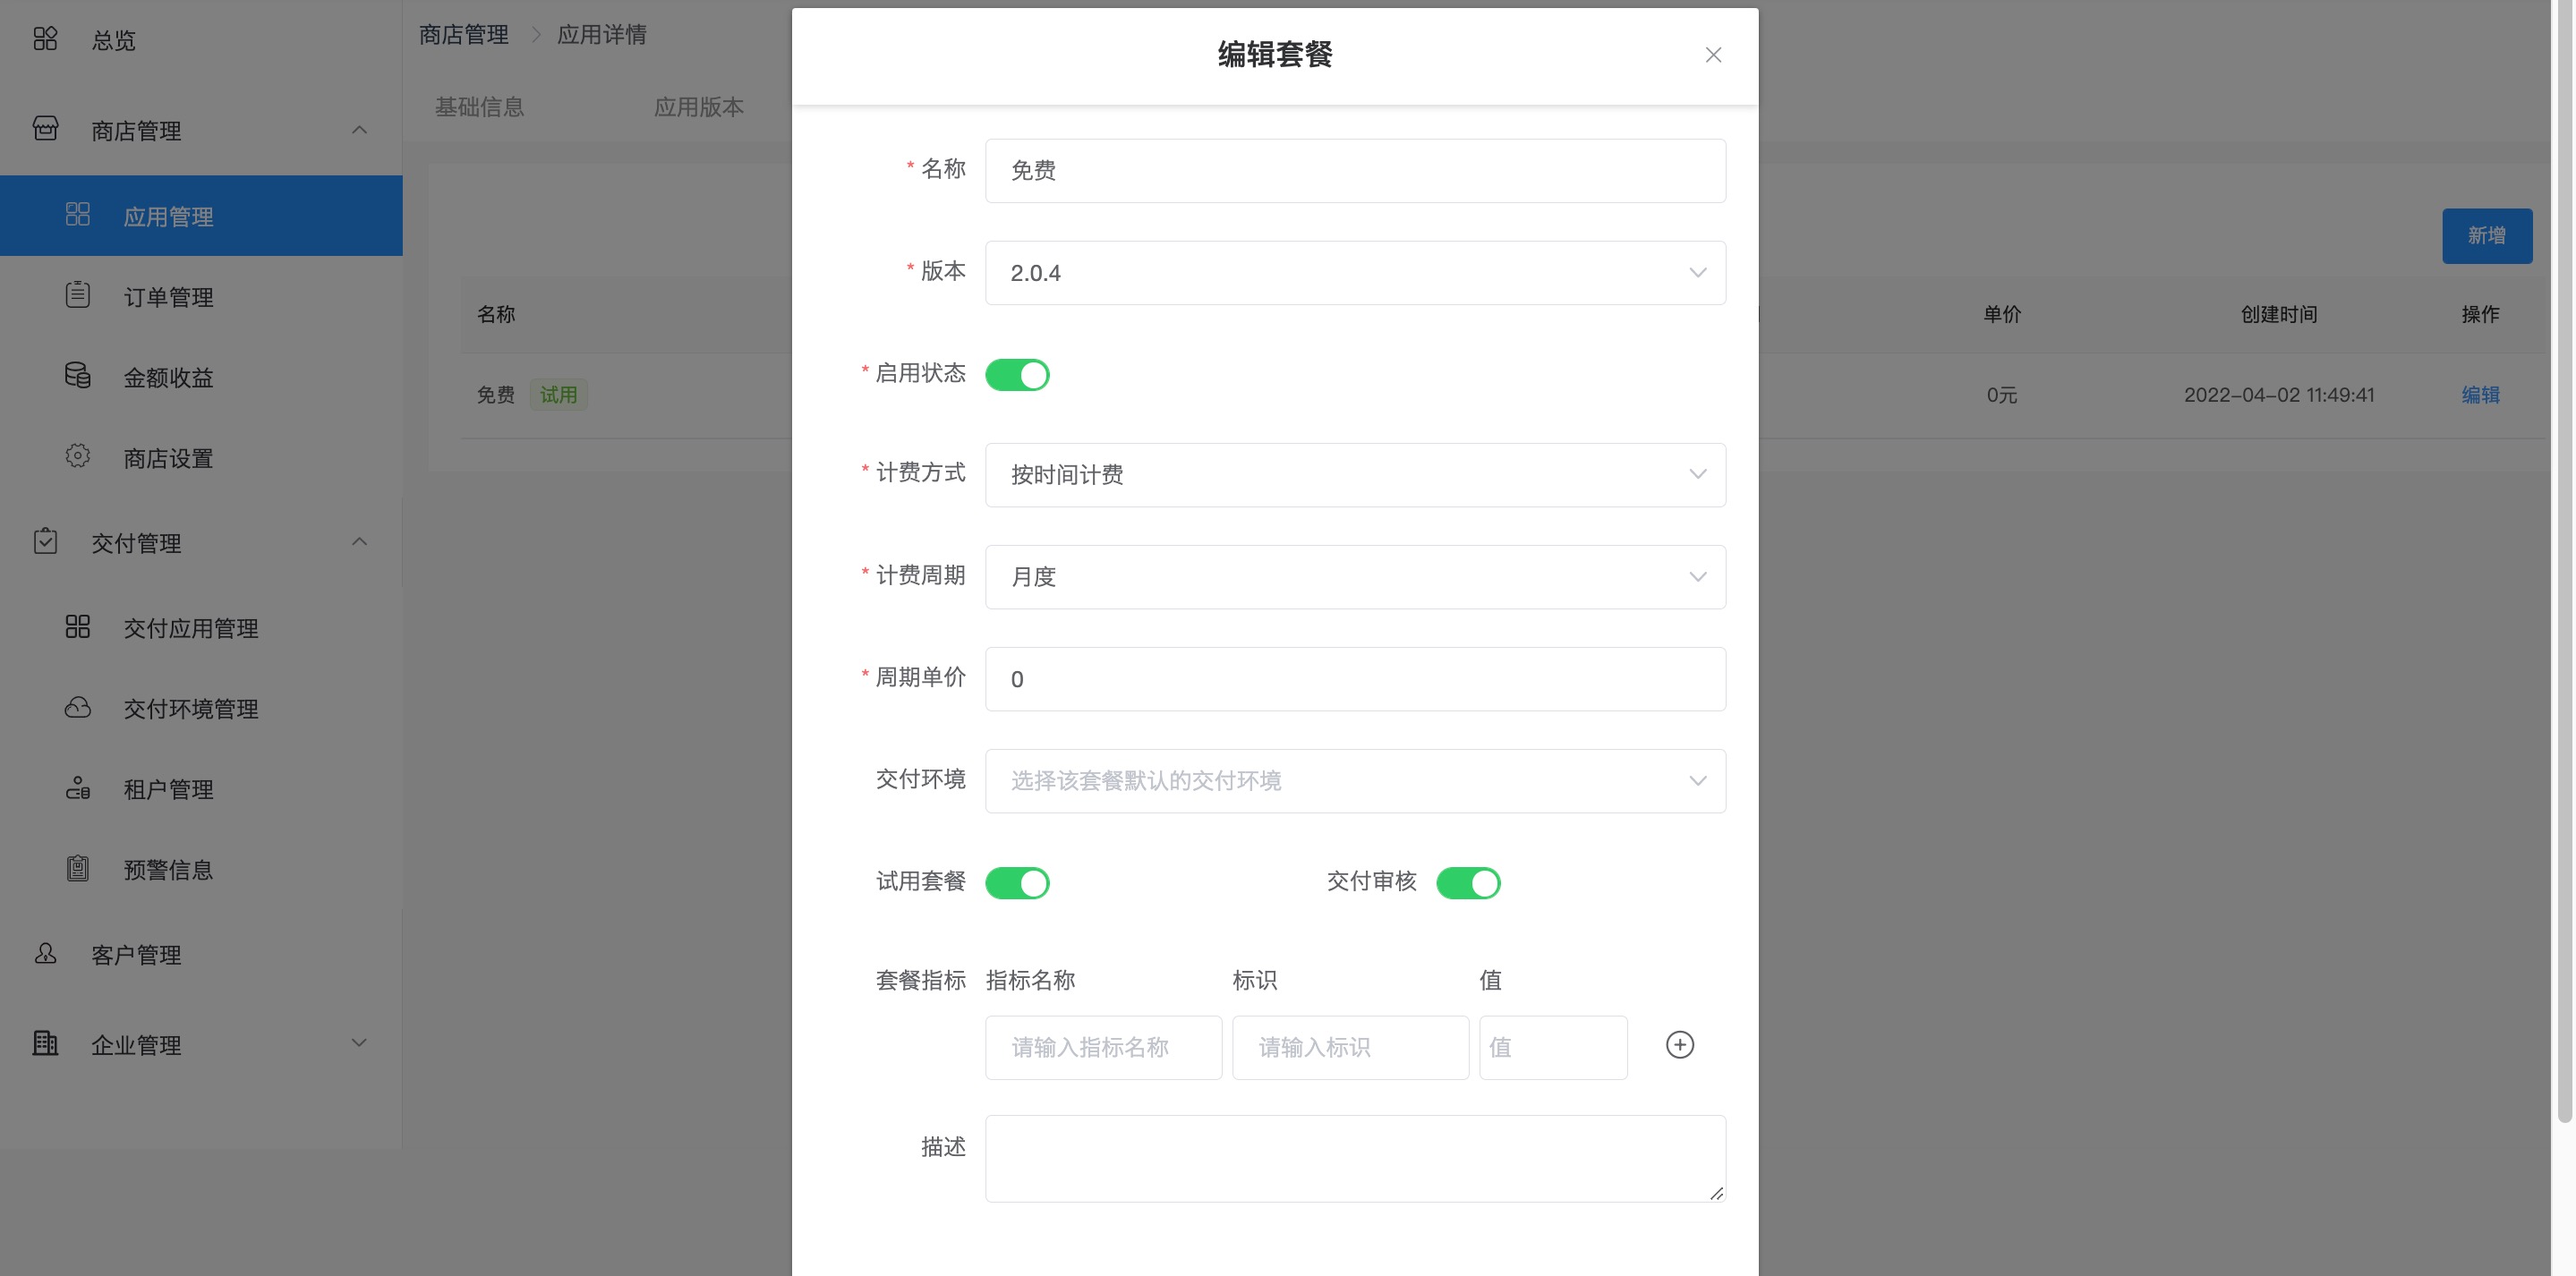 总览
商店管理
应用管理
订单管理
金额收益
商店设置
交付管理
交付应用管理
交付环境管理
租户管理
预警信息
客户管理
企业管理
商店管理 应用详情
基础信息 应用版本
新增
名称 单价 创建时间 操作
免费 试用 0元 2022-04-02 11:49:41 编辑
编辑套餐
* 名称 免费
* 版本 2.0.4
* 启用状态
* 计费方式 按时间计费
* 计费周期 月度
* 周期单价 0
交付环境 选择该套餐默认的交付环境
试用套餐 交付审核
套餐指标 指标名称 标识 值
请输入指标名称 请输入标识 值
描述